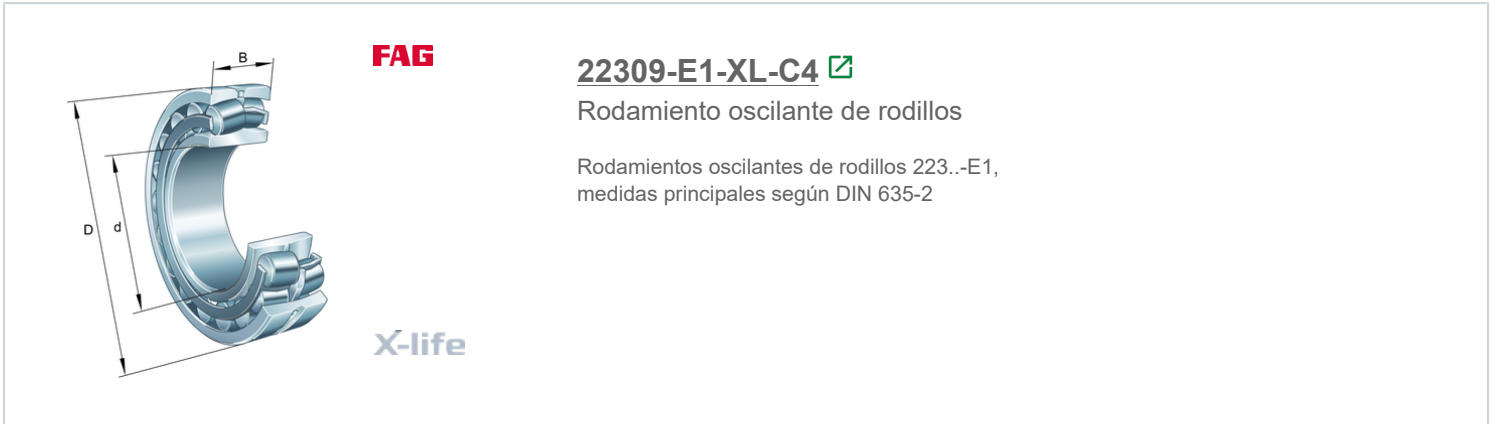 FAG
B
22309-E1-XL-C4
Rodamiento oscilante de rodillos
Rodamientos oscilantes de rodillos 223..-E1,
medidas principales según DIN 635-2
D
d
X-life